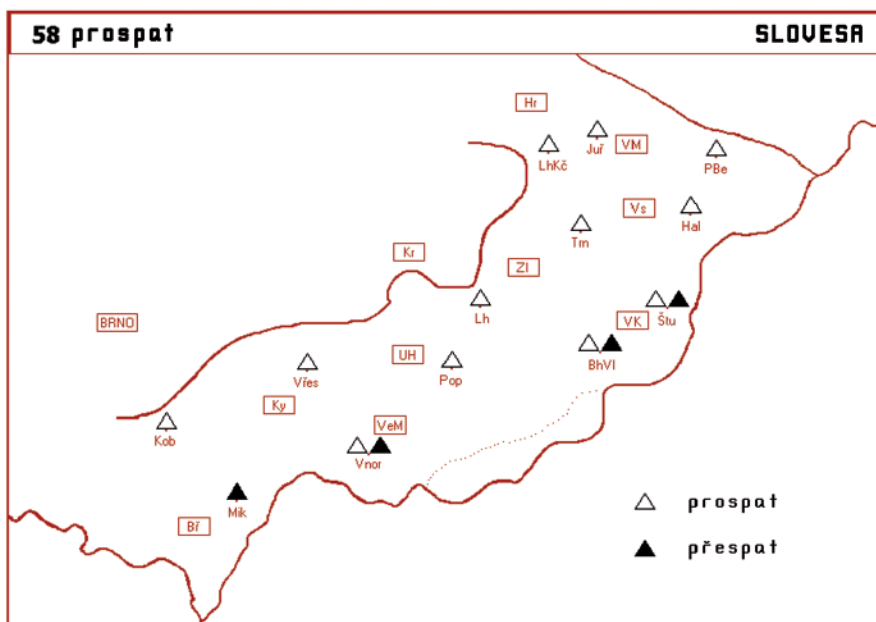 58 prospat SLOVESA
Hr
Juř
VM
LhKč
PBe
Vs
Hal
Trn
Kr
Zl
Lh
BRNO
VK
Štu
UH
BhVl
Vřes
Pop
Ky
VeM
Kob
Vnor
Mik
Bř
prospat
přespat